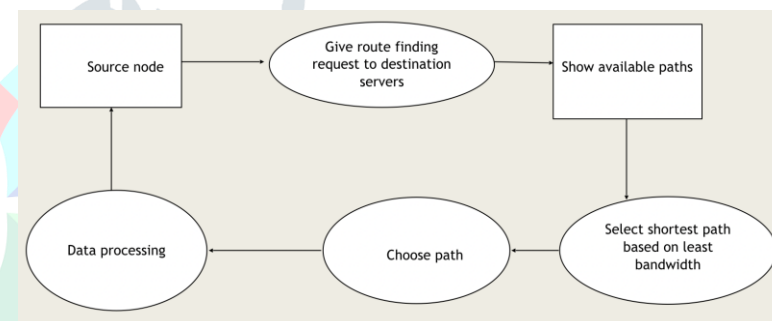 Source node
Give route finding
request to destination
servers
Show available paths
Select shortest path
based on least
bandwidth
Choose path
Data processing